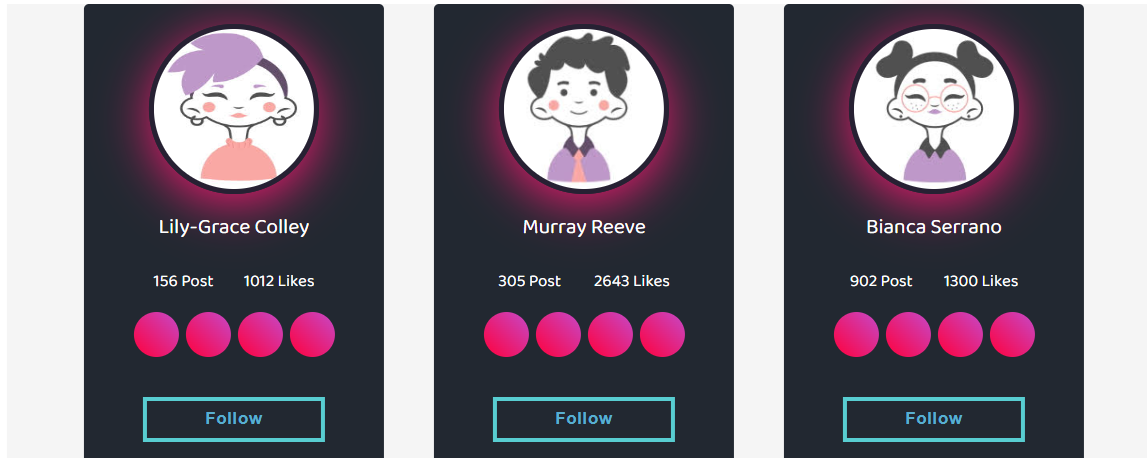 Lily-Grace Colley
156 Post 1012 Likes
Follow
Murray Reeve
305 Post 2643 Likes
Follow
Bianca Serrano
902 Post 1300 Likes
Follow